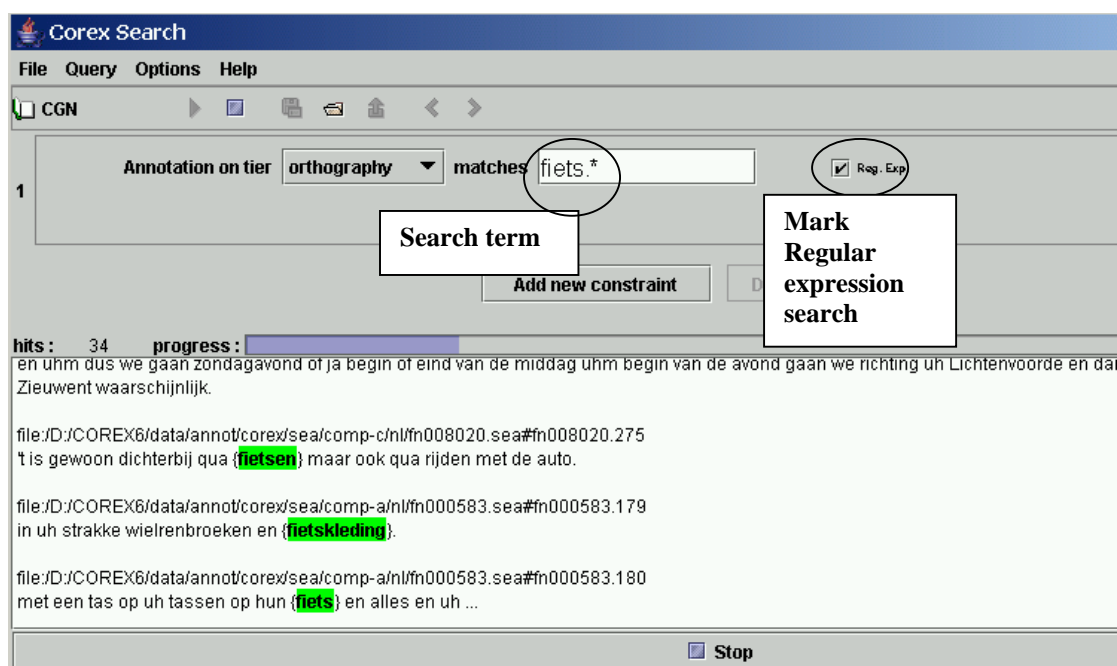 Corex Search
File Query Options Help
CGN
Annotation on tier orthography matches fiets.* Reg. Exp
1
Search term
Mark
Regular
expression
search
Add new constraint D
hits : 34 progress :
en uhm dus we gaan zondagavond of ja begin of eind van de middag uhm begin van de avond gaan we richting uh Lichtenvoorde en dan
Zieuwent waarschijnlijk.
file:/D:/COREX6/data/annot/corex/sea/comp-c/nl/fn008020.sea#fn008020.275
't is gewoon dichterbij qua {fietsen} maar ook qua rijden met de auto.
file:/D:/COREX6/data/annot/corex/sea/comp-a/nl/fn000583.sea#fn000583.179
in uh strakke wielrenbroeken en {fietskleding}.
file:/D:/COREX6/data/annot/corex/sea/comp-a/nl/fn000583.sea#fn000583.180
met een tas op uh tassen op hun {fiets} en alles en uh ...
Stop